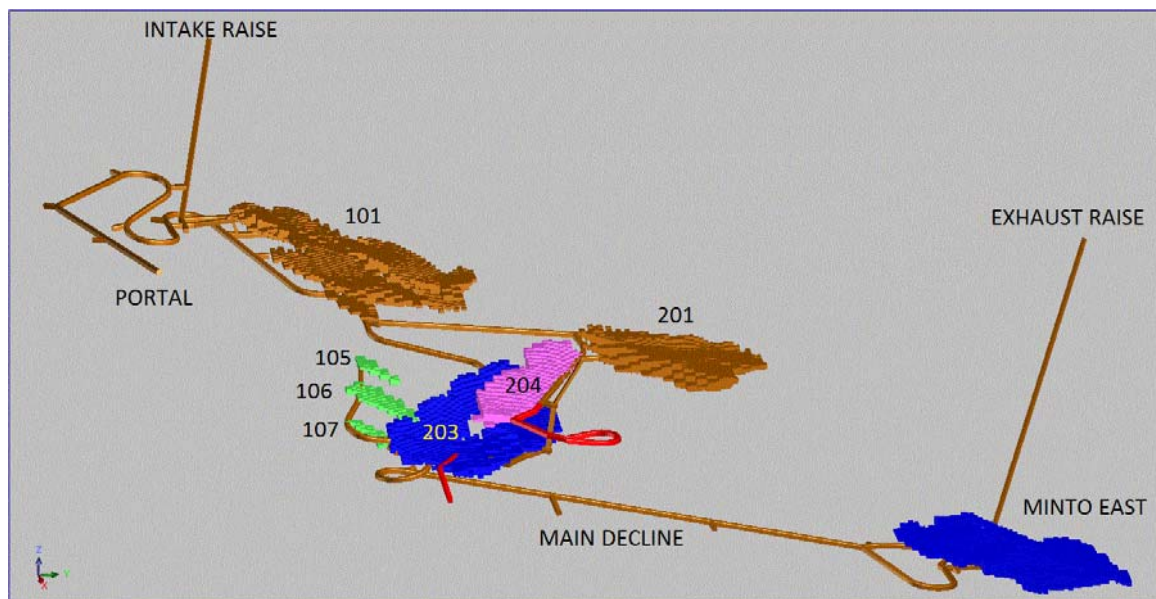 INTAKE RAISE
101
EXHAUST RAISE
PORTAL
201
105
204
106
107
203
MINTO EAST
MAIN DECLINE
Z
Y
X